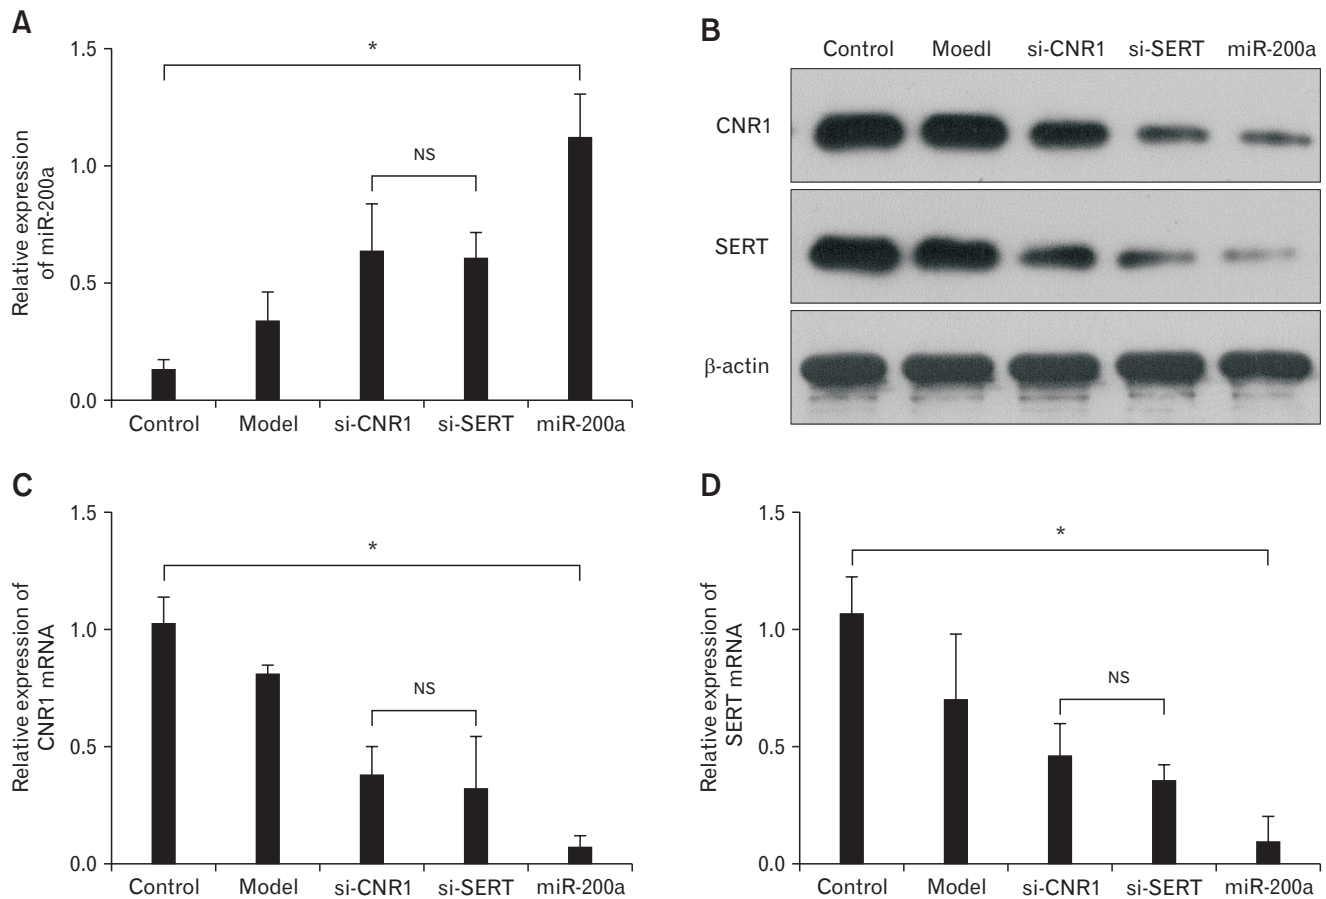 A
1.5
1.0
0.5
0.0
Relative expression
of miR-200a
*
NS
Control Model si-CNR1 si-SERT miR-200a
B
Control Moedl si-CNR1 si-SERT miR-200a
CNR1
SERT
β-actin
C
1.5
1.0
0.5
0.0
Relative expression of
CNR1 mRNA
*
NS
Control Model si-CNR1 si-SERT miR-200a
D
1.5
1.0
0.5
0.0
Relative expression of
SERT mRNA
*
NS
Control Model si-CNR1 si-SERT miR-200a